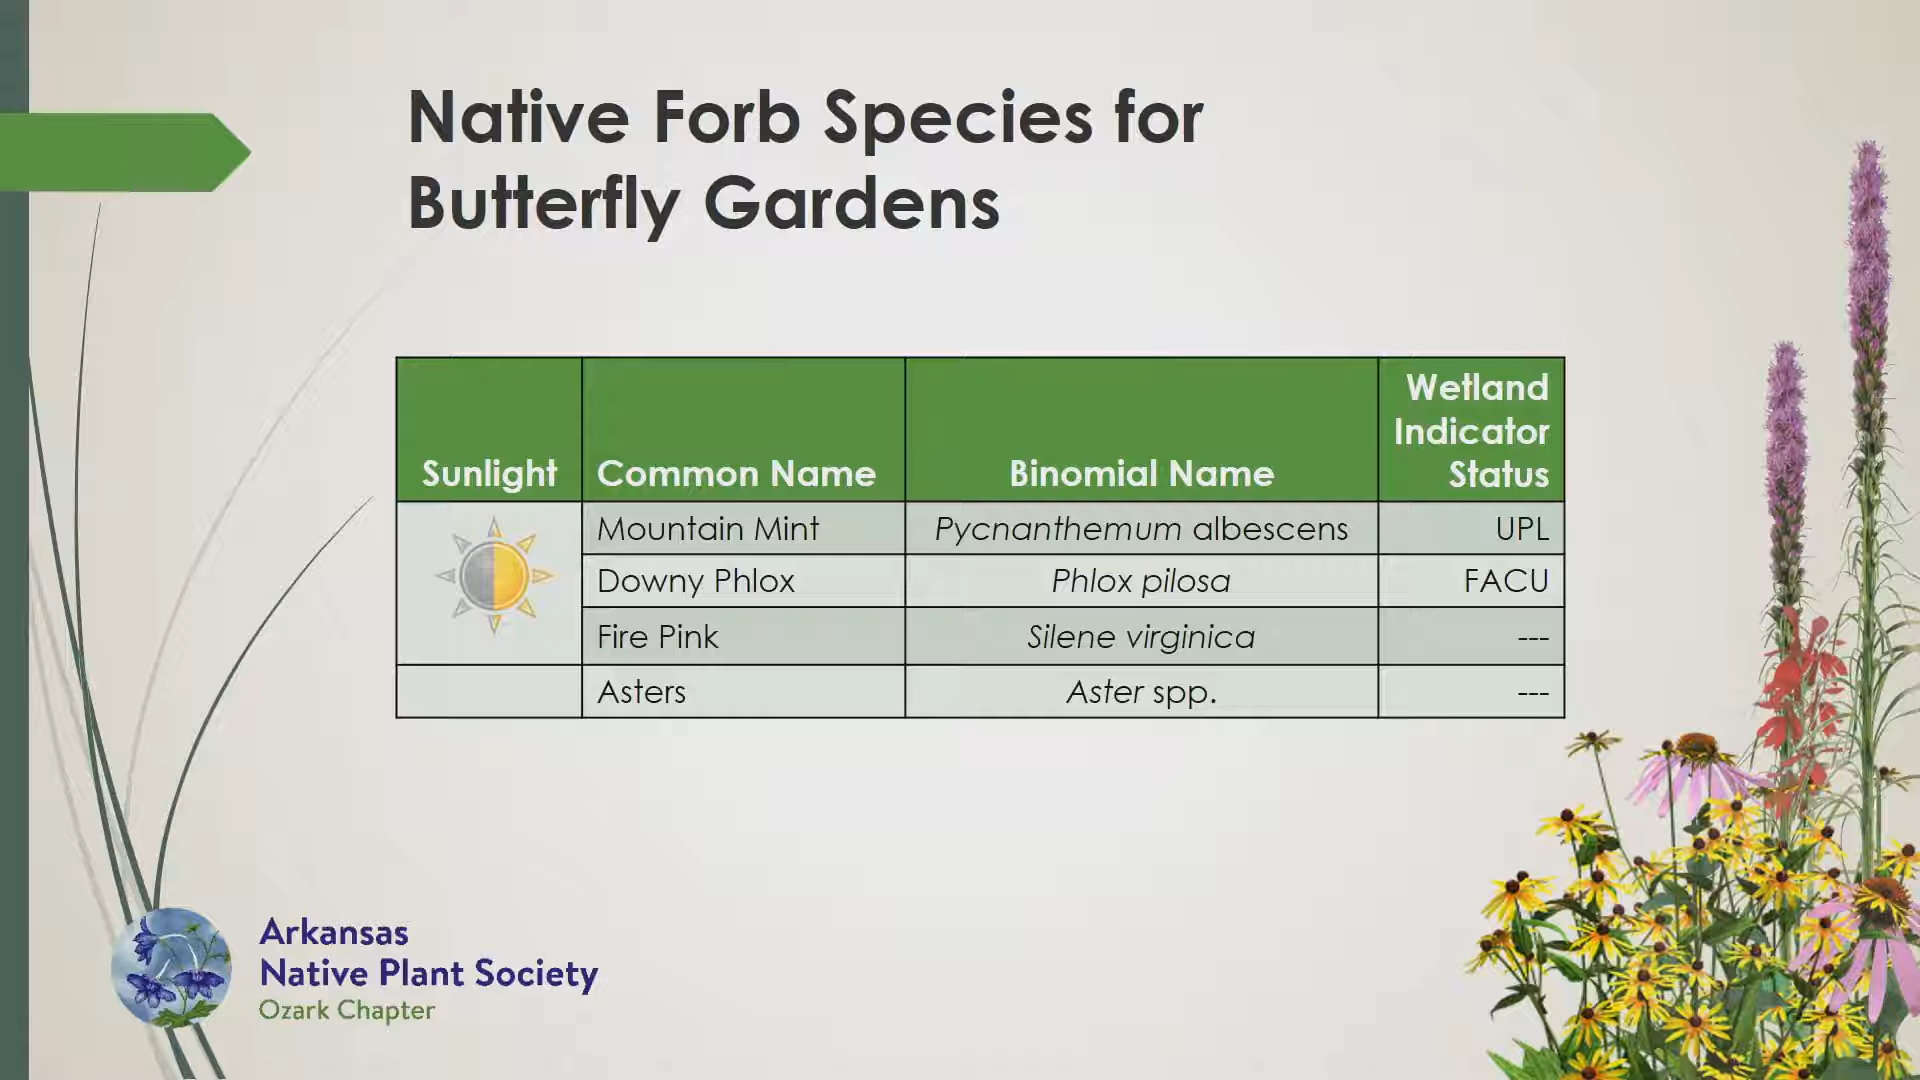 Native Forb Species for
Butterfly Gardens
Sunlight Common Name Binomial Name Wetland Indicator Status
Mountain Mint Pycnanthemum albescens UPL
Downy Phlox Phlox pilosa FACU
Fire Pink Silene virginica ---
Asters Aster spp. ---
Arkansas
Native Plant Society
Ozark Chapter